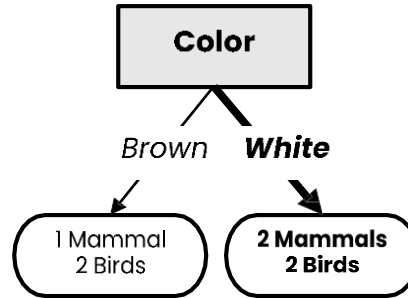 Color
Brown
White
1 Mammal
2 Birds
2 Mammals
2 Birds